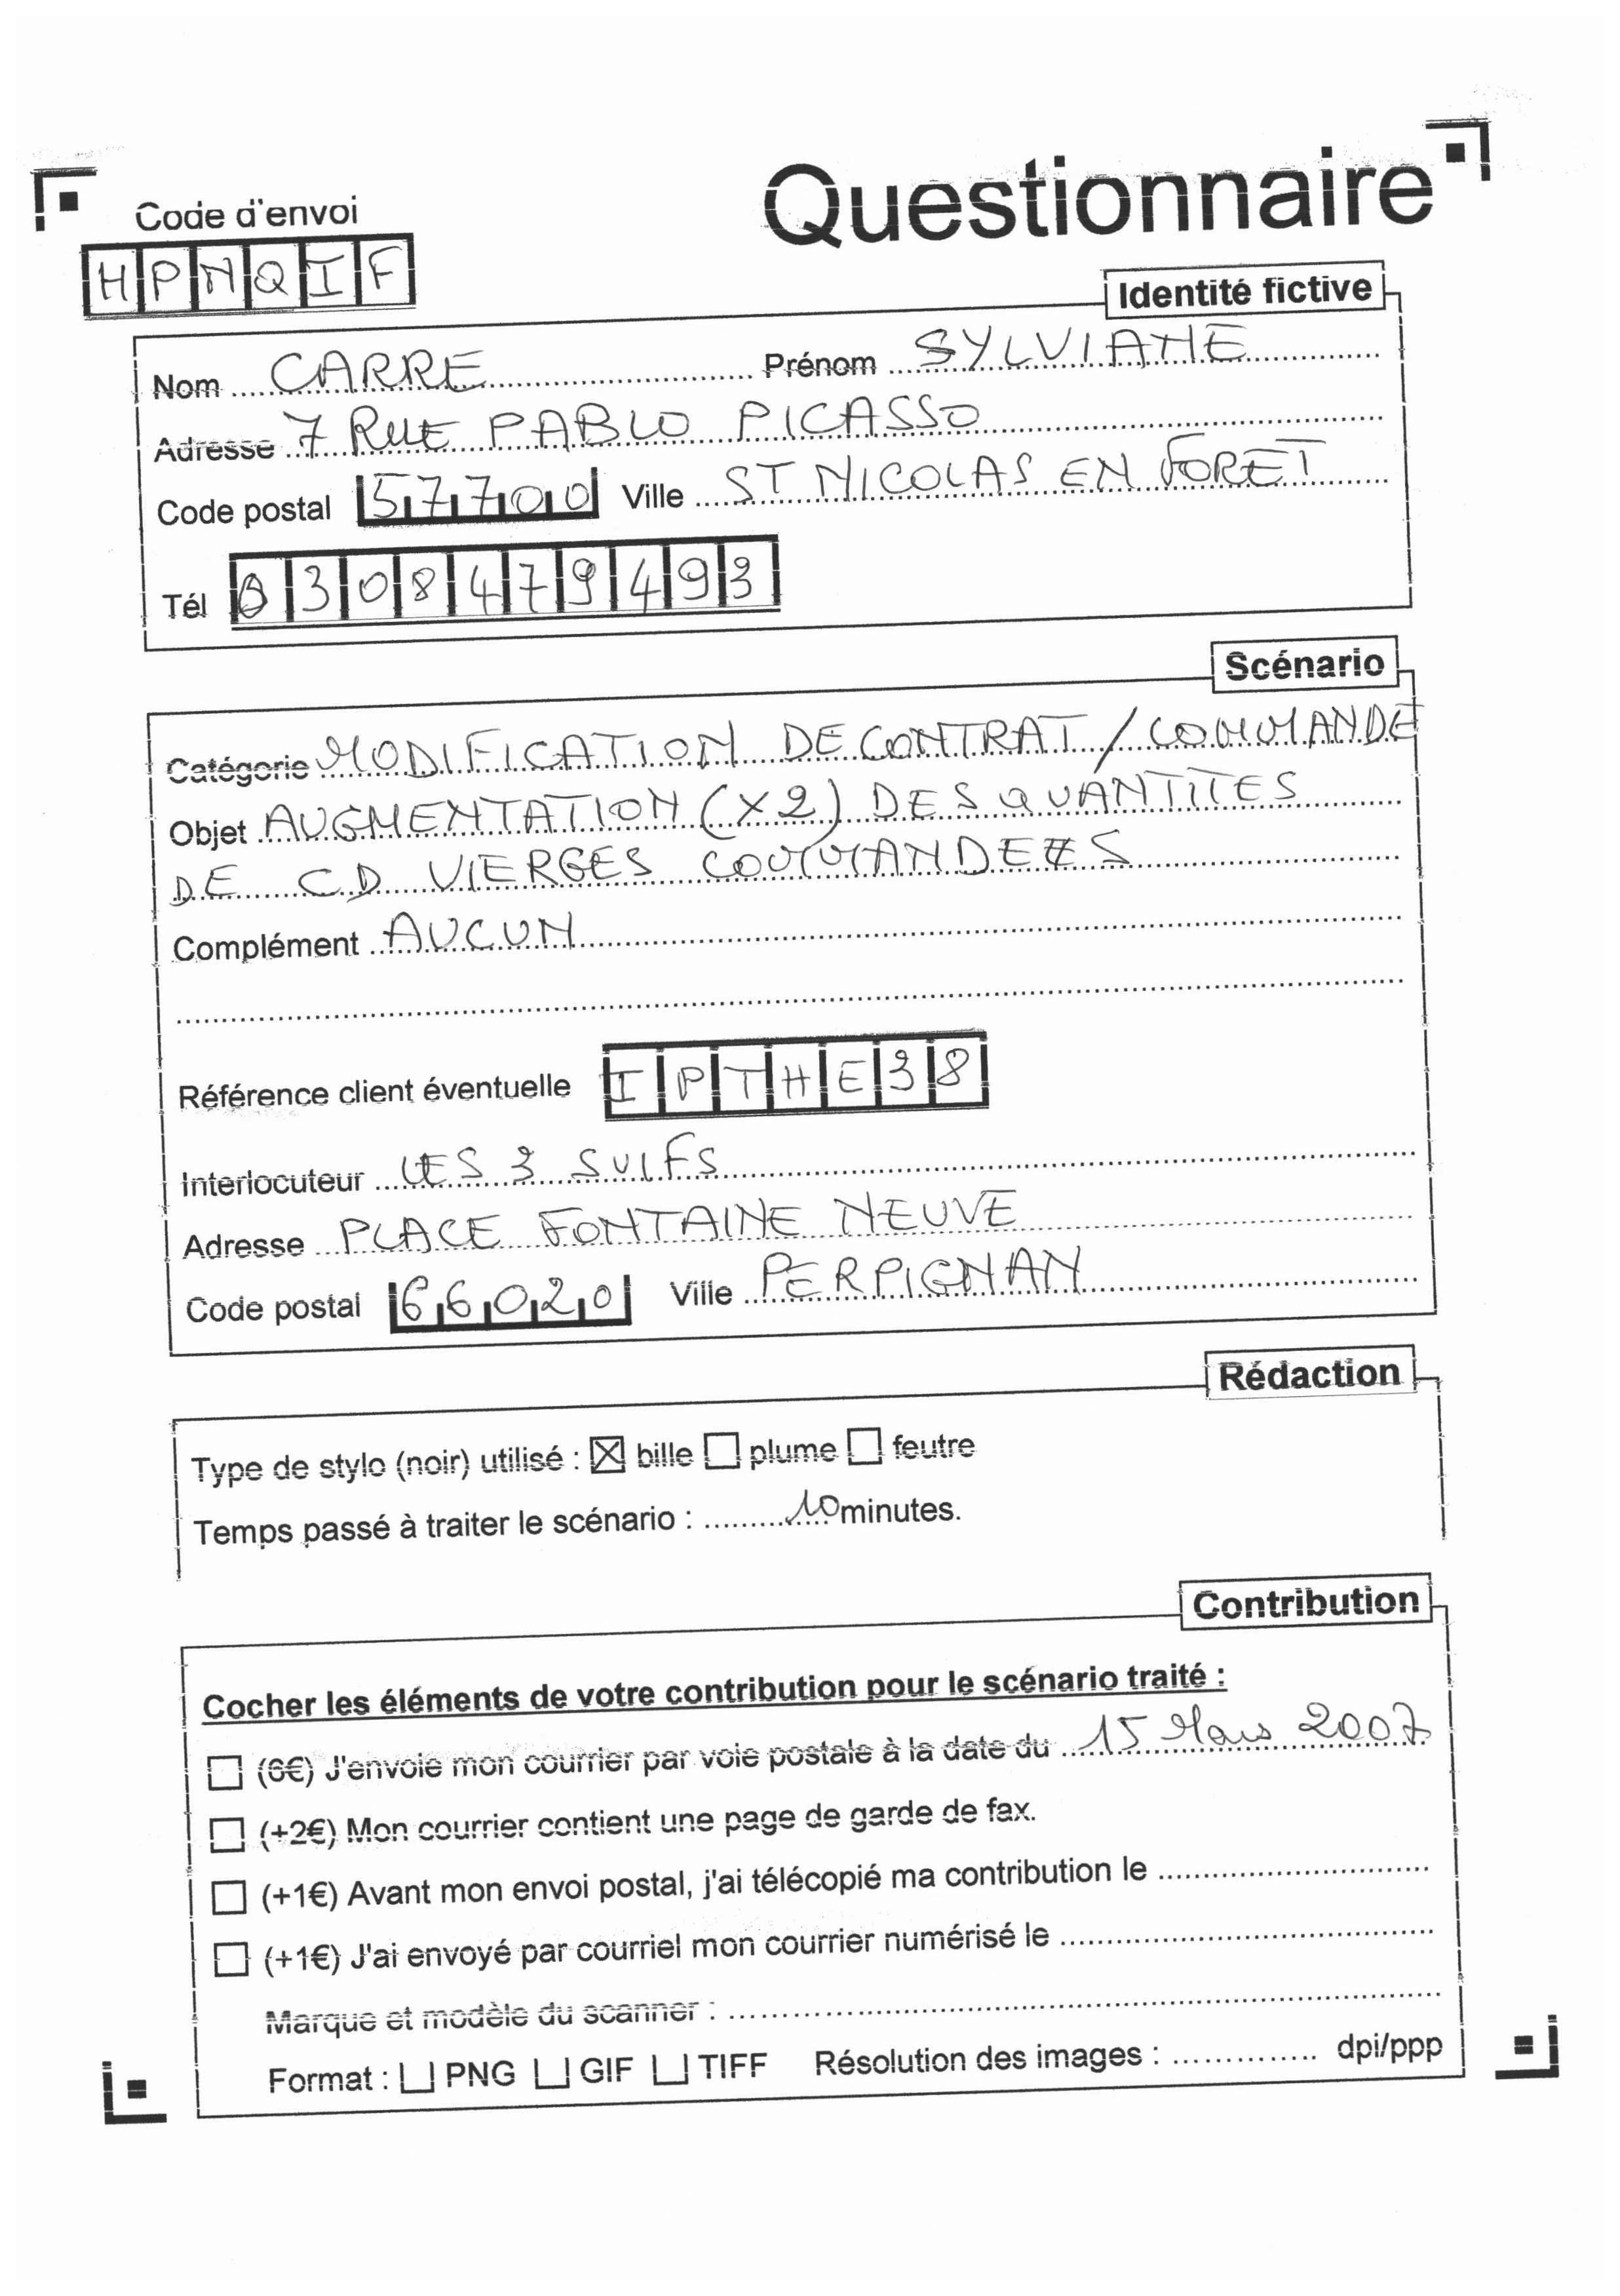 Questionnaire
Code d'envoi
HPNQIF
Identité fictive
Nom CARRE Prénom SYLVIANE
Adresse 7 RUE PABLO PICASSO
Code postal 57700 Ville ST NICOLAS EN FORET
Tél 0308479493
Scénario
Catégorie MODIFICATION DE CONTRAT / COMMANDE
Objet AUGMENTATION (X2) DES QUANTITES
DE CD VIERGES COMMANDEES
Complément AUCUN
Référence client éventuelle IPTHE38
Interlocuteur LES 3 SUIFS
Adresse PLACE FONTAINE NEUVE
Code postal 66020 Ville PERPIGNAN
Rédaction
Type de stylo (noir) utilisé : ☒ bille ☐ plume ☐ feutre
Temps passé à traiter le scénario : 10 minutes.
Contribution
Cocher les éléments de votre contribution pour le scénario traité :
☐ (6€) J'envoie mon courrier par voie postale à la date du 15 Mars 2007
☐ (+2€) Mon courrier contient une page de garde de fax.
☐ (+1€) Avant mon envoi postal, j'ai télécopié ma contribution le
☐ (+1€) J'ai envoyé par courriel mon courrier numérisé le
Marque et modèle du scanner :
Format : ☐ PNG ☐ GIF ☐ TIFF Résolution des images : dpi/ppp